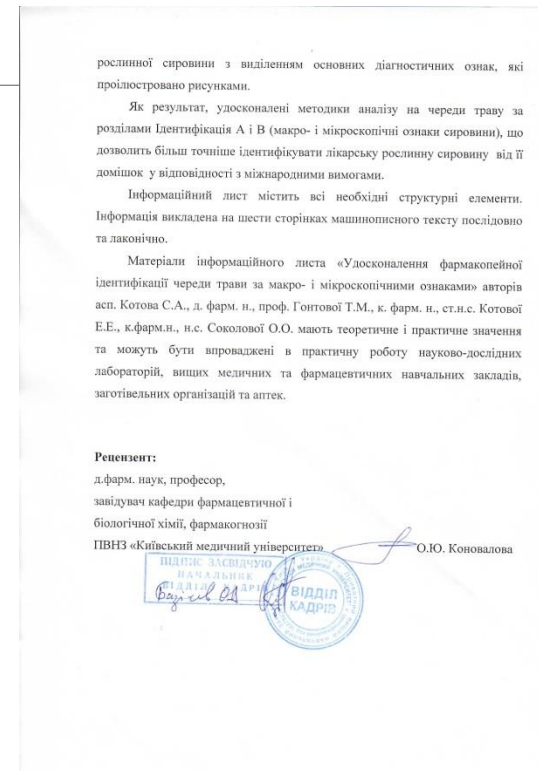 рослинної сировини з виділенням основних діагностичних ознак, які
проілюстровано рисунками.
Як результат, удосконалені методики аналізу на череди траву за
розділами Ідентифікація А і В (макро- і мікроскопічні ознаки сировини), що
дозволить більш точніше ідентифікувати лікарську рослинну сировину від її
домішок у відповідності з міжнародними вимогами.
Інформаційний лист містить всі необхідні структурні елементи.
Інформація викладена на шести сторінках машинописного тексту послідовно
та лаконічно.
Матеріали інформаційного листа «Удосконалення фармакопейної
ідентифікації череди трави за макро- і мікроскопічними ознаками» авторів
асп. Котова С.А., д. фарм. н., проф. Гонтової Т.М., к. фарм. н., ст.н.с. Котової
Е.Е., к.фарм.н., н.с. Соколової О.О. мають теоретичне і практичне значення
та можуть бути впроваджені в практичну роботу науково-дослідних
лабораторій, вищих медичних та фармацевтичних навчальних закладів,
заготівельних організацій та аптек.
Рецензент:
д.фарм. наук, професор,
завідувач кафедри фармацевтичної і
біологічної хімії, фармакогнозії
ПВНЗ «Київський медичний університет» О.Ю. Коновалова
ПІДПИС ЗАСВІДЧУЮ
НАЧАЛЬНИК
ВІДДІЛУ КАДРІВ
ВІДДІЛ
КАДРІВ